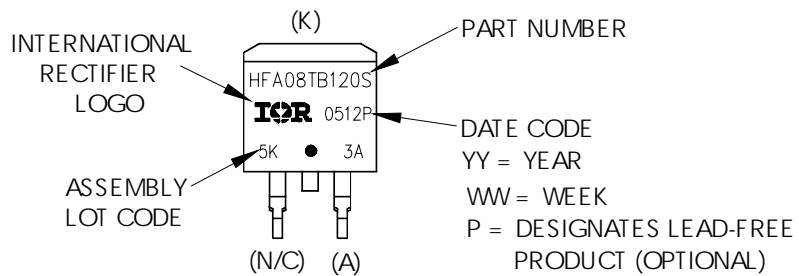 (K)
INTERNATIONAL
RECTIFIER
LOGO
PART NUMBER
HFA08TB120S
IOR 0512P
5K 3A
ASSEMBLY
LOT CODE
DATE CODE
YY = YEAR
WW = WEEK
P = DESIGNATES LEAD-FREE
PRODUCT (OPTIONAL)
(N/C) (A)